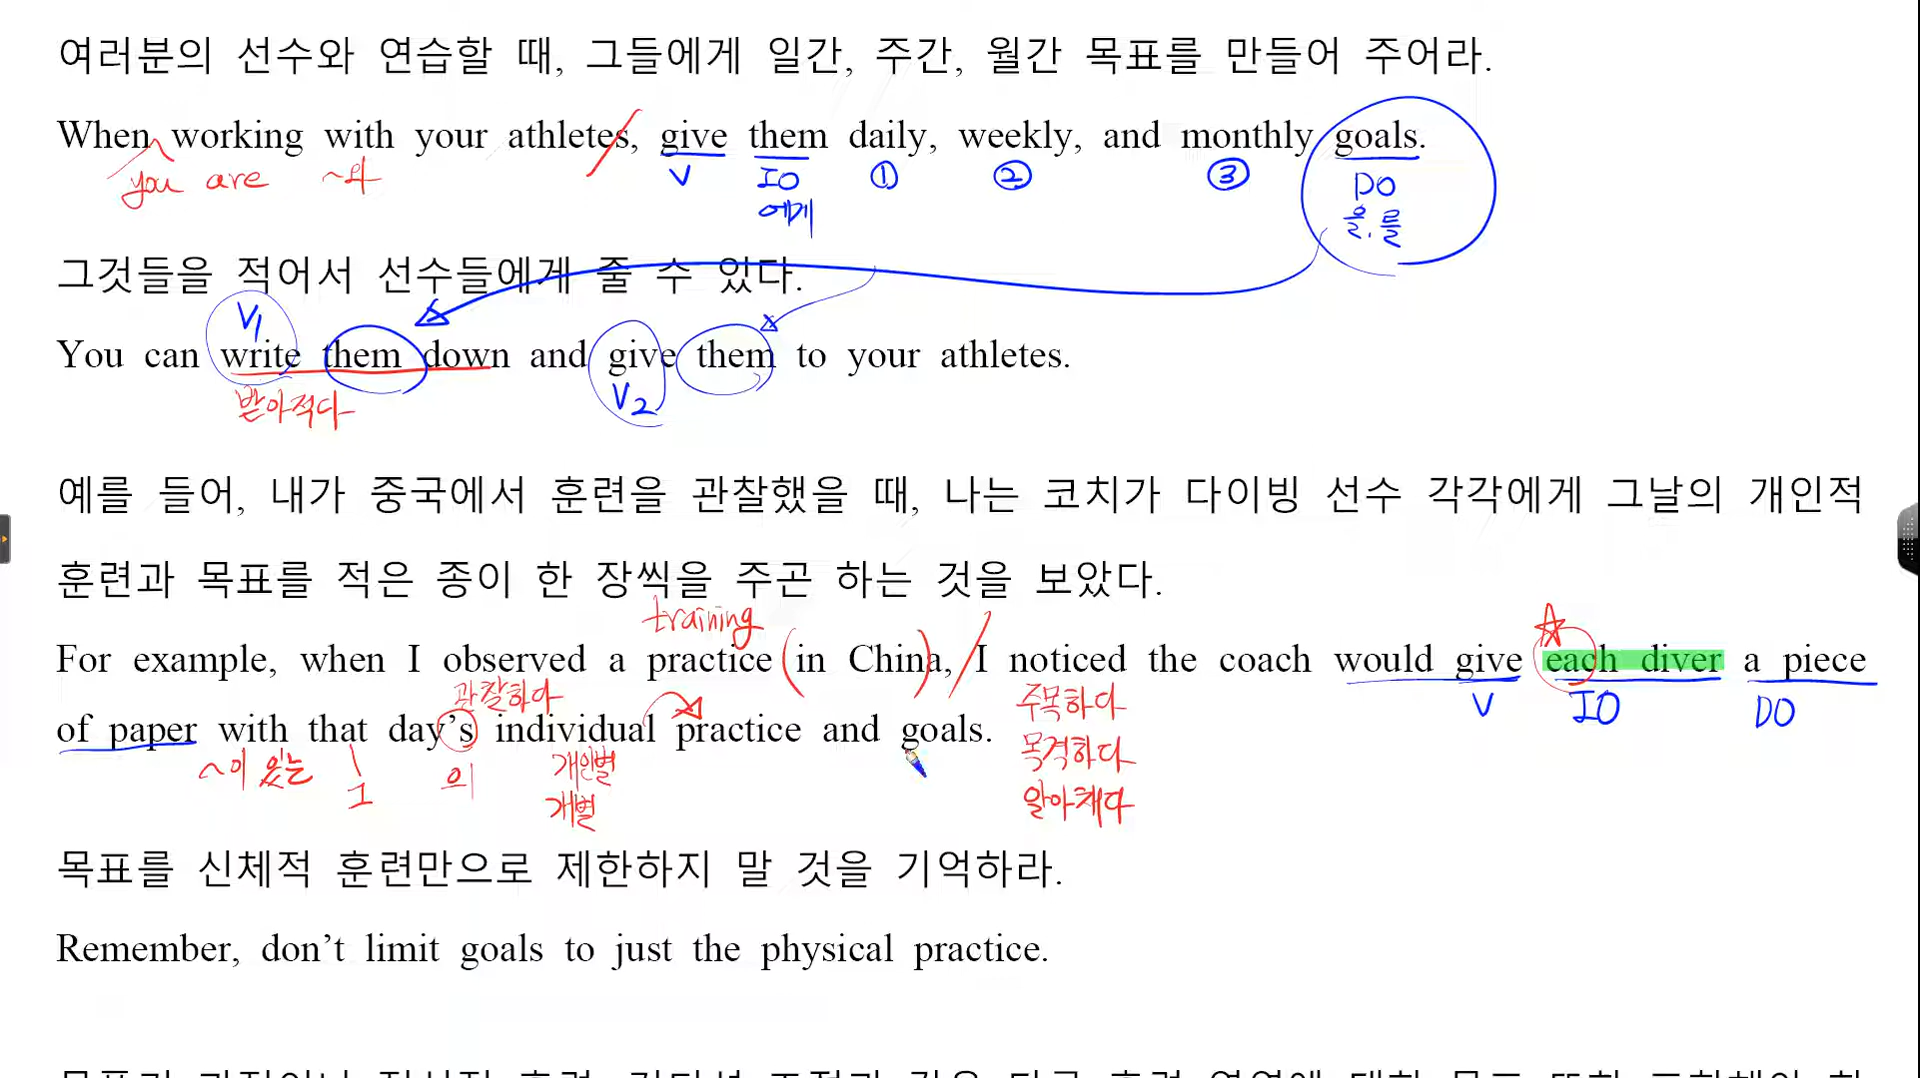 여러분의 선수와 연습할 때, 그들에게 일간, 주간, 월간 목표를 만들어 주어라.
When working with your athletes, give them daily, weekly, and monthly goals.
you are ~와 V IO ① ② ③ DO
에게 을.를
그것들을 적어서 선수들에게 줄 수 있다.
V1
You can write them down and give them to your athletes.
받아적다 V2
예를 들어, 내가 중국에서 훈련을 관찰했을 때, 나는 코치가 다이빙 선수 각각에게 그날의 개인적
훈련과 목표를 적은 종이 한 장씩을 주곤 하는 것을 보았다.
training
For example, when I observed a practice (in China), I noticed the coach would give each diver a piece
관찰하다 주목하다 V IO DO
of paper with that day’s individual practice and goals.
~이 있는 그 의 개인별 목격하다
개별 알아채다
목표를 신체적 훈련만으로 제한하지 말 것을 기억하라.
Remember, don’t limit goals to just the physical practice.